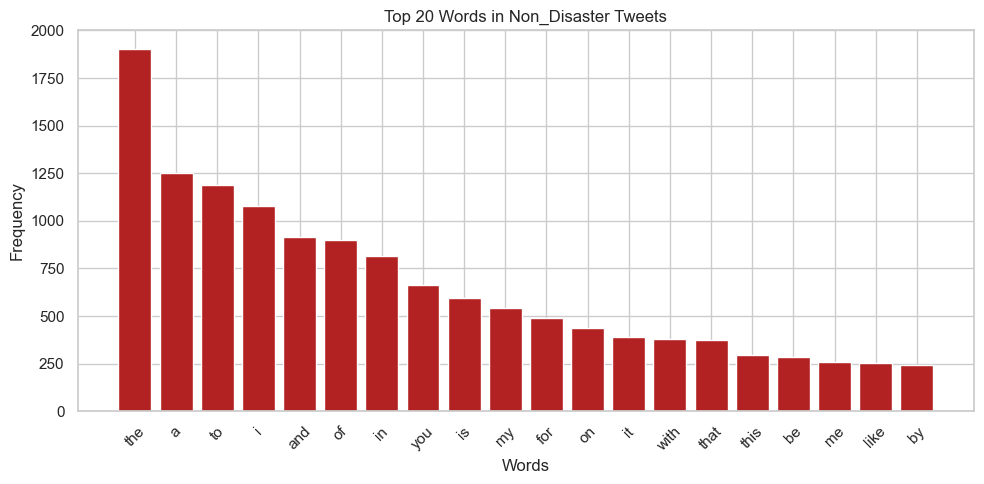 Top 20 Words in Non_Disaster Tweets
2000
1750
1500
1250
1000
750
500
250
0
Frequency
the a to i and of in you is my for on it with that this be me like by
Words